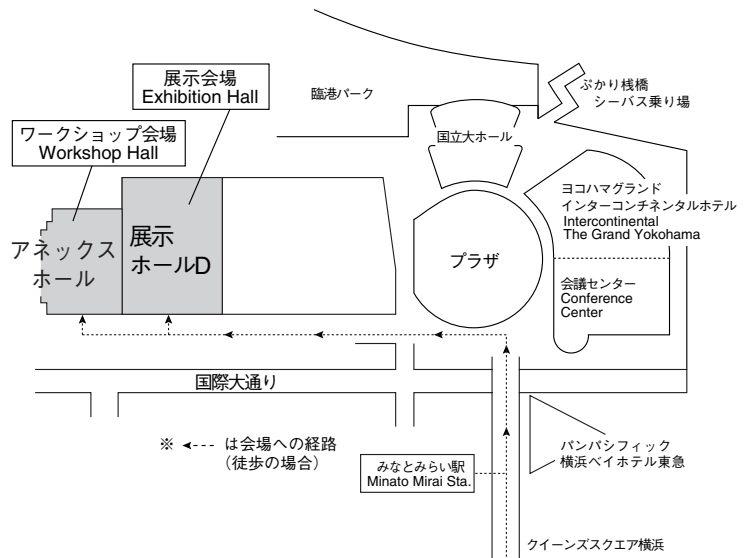 展示会場
Exhibition Hall
臨港パーク
ぷかり桟橋
シーバス乗り場
ワークショップ会場
Workshop Hall
国立大ホール
ヨコハマグランド
インターコンチネンタルホテル
Intercontinental
The Grand Yokohama
アネックス
ホール
展示
ホールD
プラザ
会議センター
Conference
Center
国際大通り
※ は会場への経路
(徒歩の場合)
みなとみらい駅
Minato Mirai Sta.
パンパシフィック
横浜ベイホテル東急
クイーンズスクエア横浜